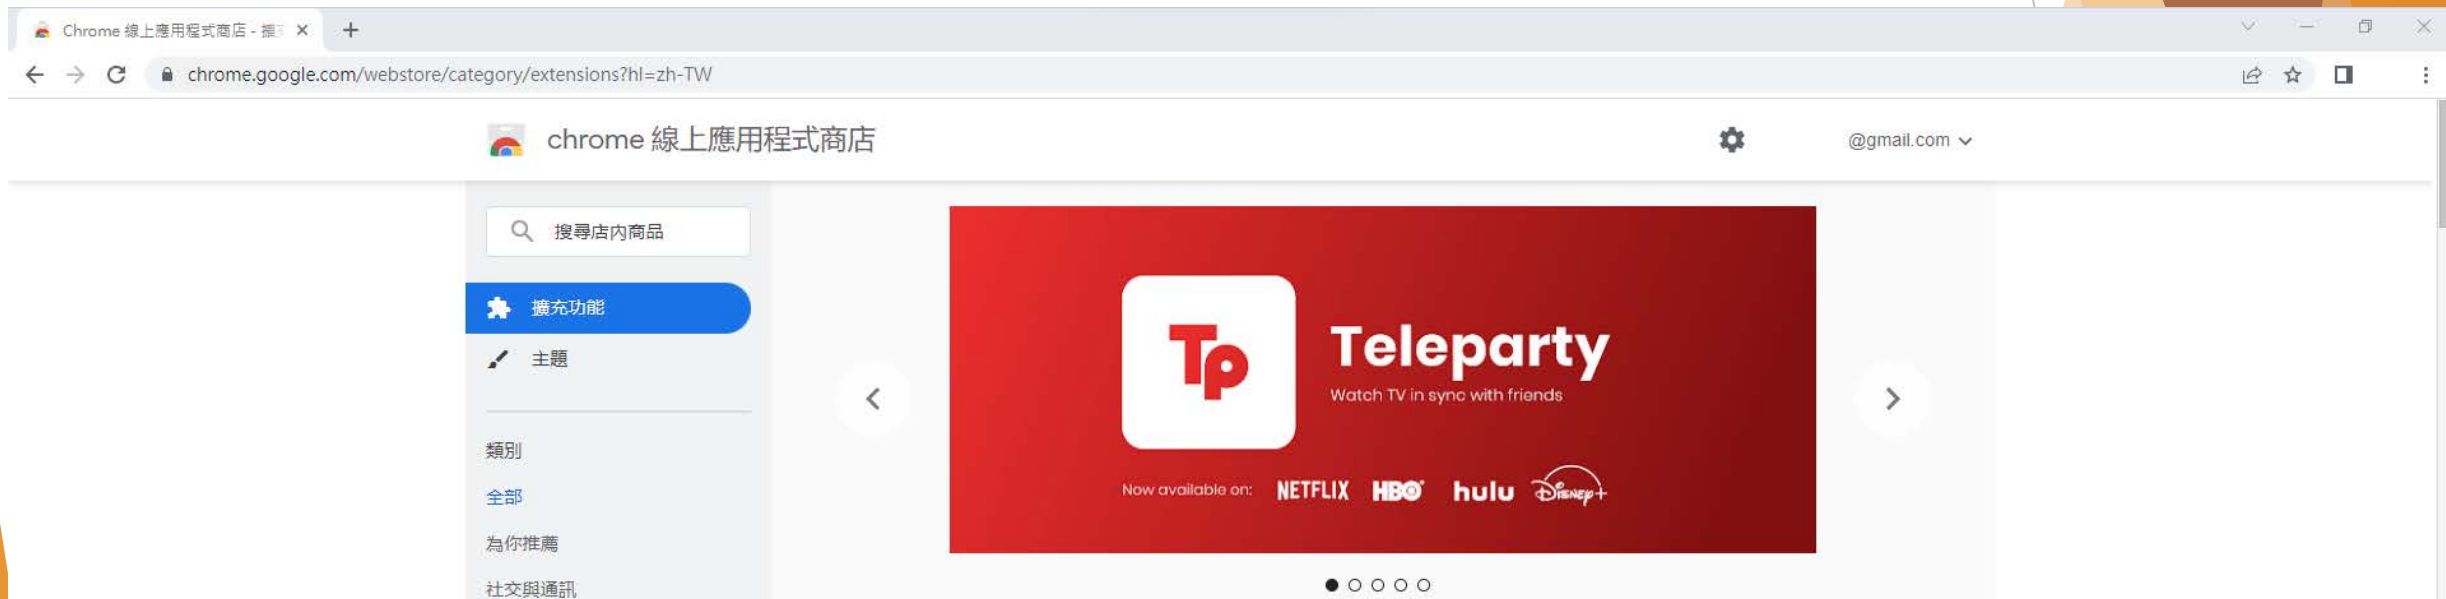 Chrome 線上應用程式商店 - 擴
chrome.google.com/webstore/category/extensions?hl=zh-TW
chrome 線上應用程式商店
@gmail.com
搜尋店內商品
擴充功能
主題
類別
全部
為你推薦
社交與通訊
Tp
Teleparty
Watch TV in sync with friends
Now available on: NETFLIX HBO hulu Disney+